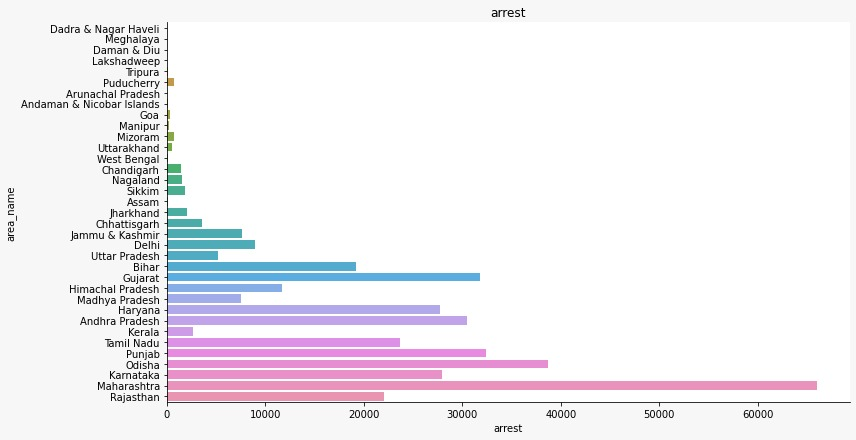 arrest
Dadra & Nagar Haveli
Meghalaya
Daman & Diu
Lakshadweep
Tripura
Puducherry
Arunachal Pradesh
Andaman & Nicobar Islands
Goa
Manipur
Mizoram
Uttarakhand
West Bengal
Chandigarh
Nagaland
Sikkim
Assam
Jharkhand
Chhattisgarh
Jammu & Kashmir
Delhi
Uttar Pradesh
Bihar
Gujarat
Himachal Pradesh
Madhya Pradesh
Haryana
Andhra Pradesh
Kerala
Tamil Nadu
Punjab
Odisha
Karnataka
Maharashtra
Rajasthan
area_name
0 10000 20000 30000 40000 50000 60000
arrest